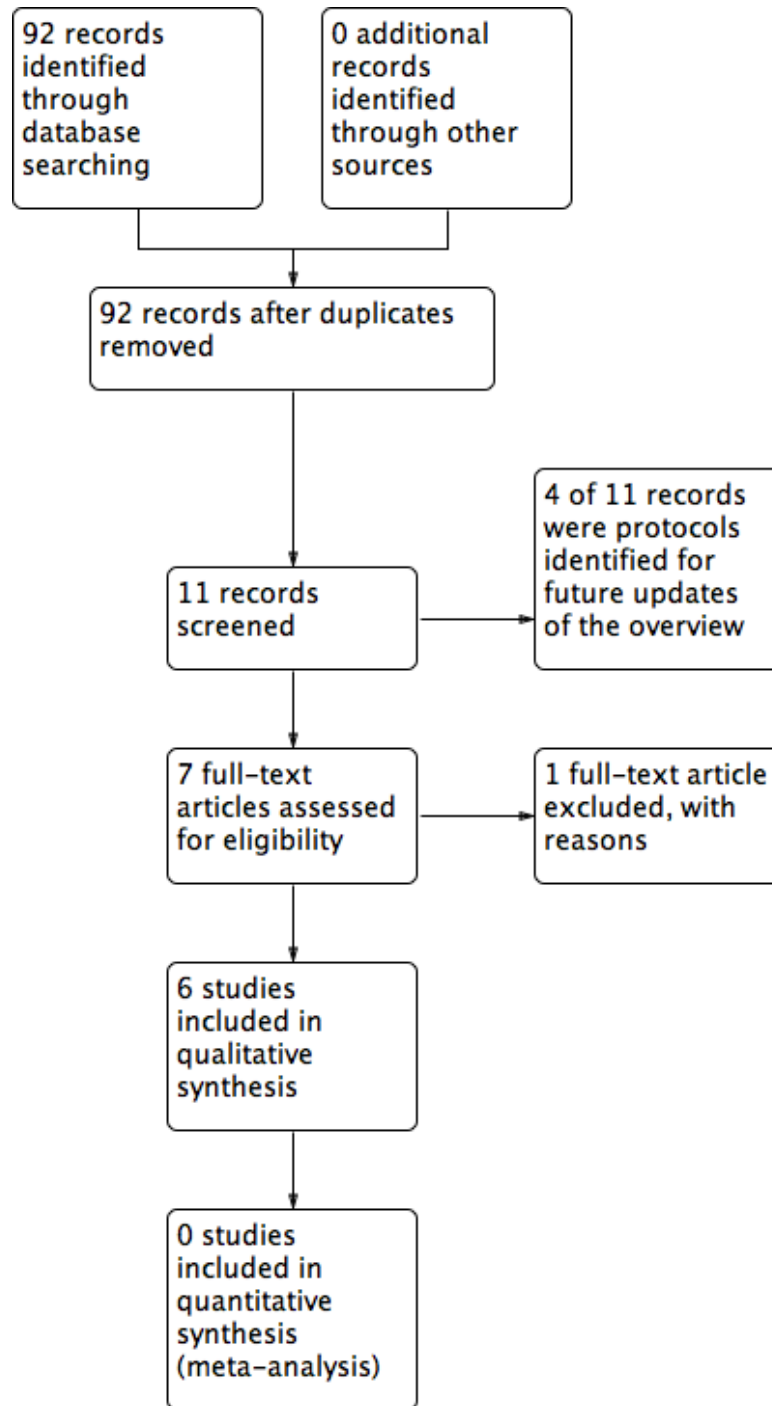 92 records
identified
through
database
searching
0 additional
records
identified
through other
sources
92 records after duplicates
removed
4 of 11 records
were protocols
identified for
future updates
of the overview
11 records
screened
7 full-text
articles assessed
for eligibility
1 full-text article
excluded, with
reasons
6 studies
included in
qualitative
synthesis
0 studies
included in
quantitative
synthesis
(meta-analysis)